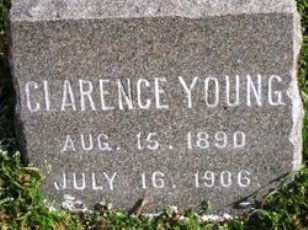 CLARENCE YOUNG
AUG. 15. 1890
JULY 16. 1906.